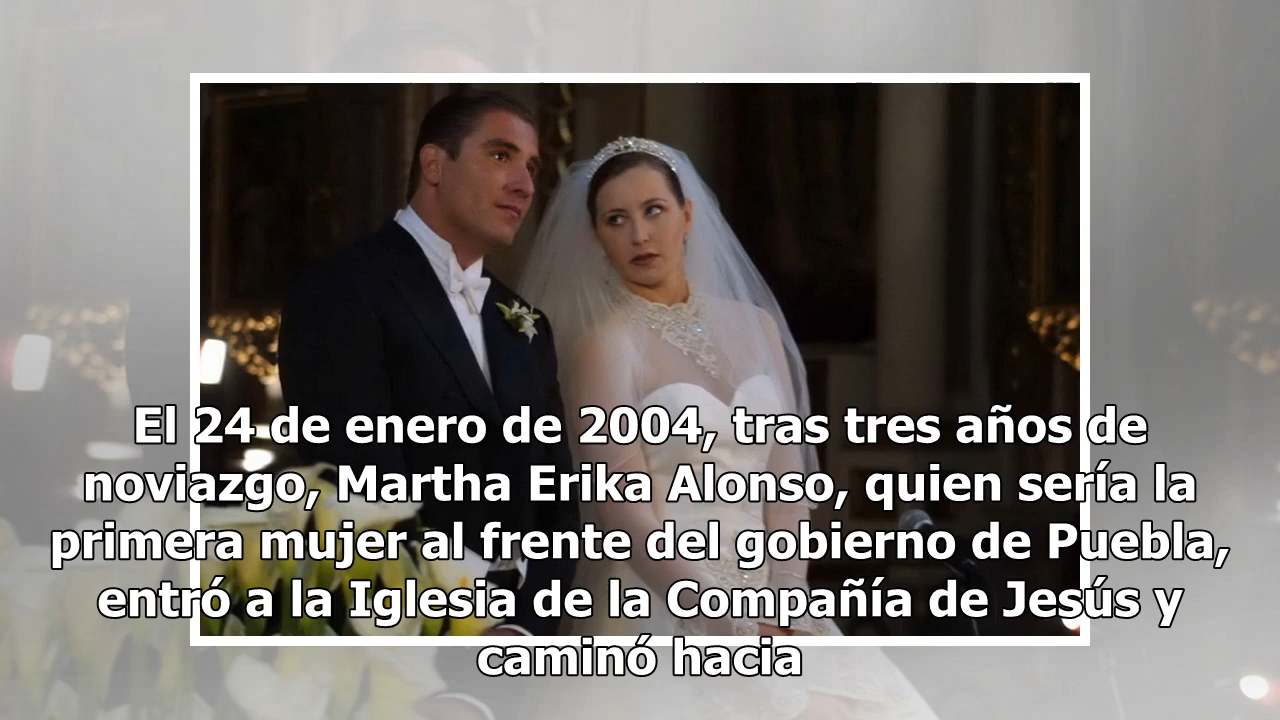 El 24 de enero de 2004, tras tres años de
noviazgo, Martha Erika Alonso, quien sería la
primera mujer al frente del gobierno de Puebla,
entró a la Iglesia de la Compañía de Jesús y
caminó hacia